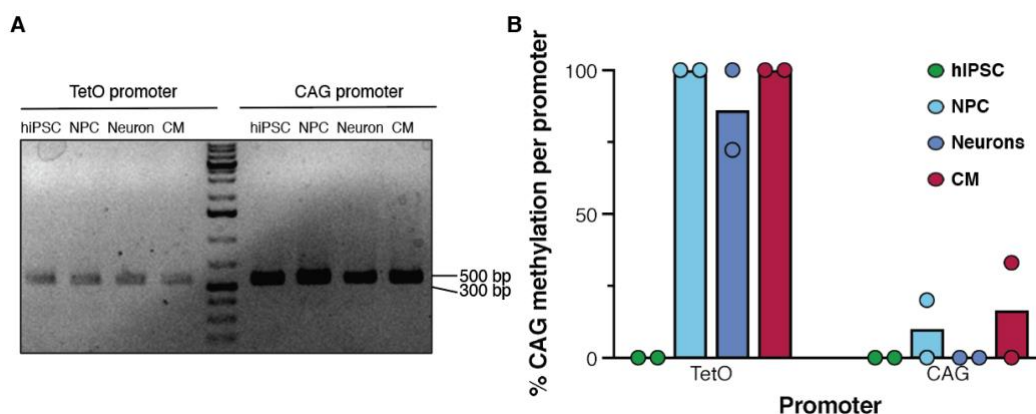 A
TetO promoter CAG promoter
hiPSC NPC Neuron CM hiPSC NPC Neuron CM
500 bp
300 bp
B
% CAG methylation per promoter
100
50
0
hIPSC
NPC
Neurons
CM
TetO CAG
Promoter